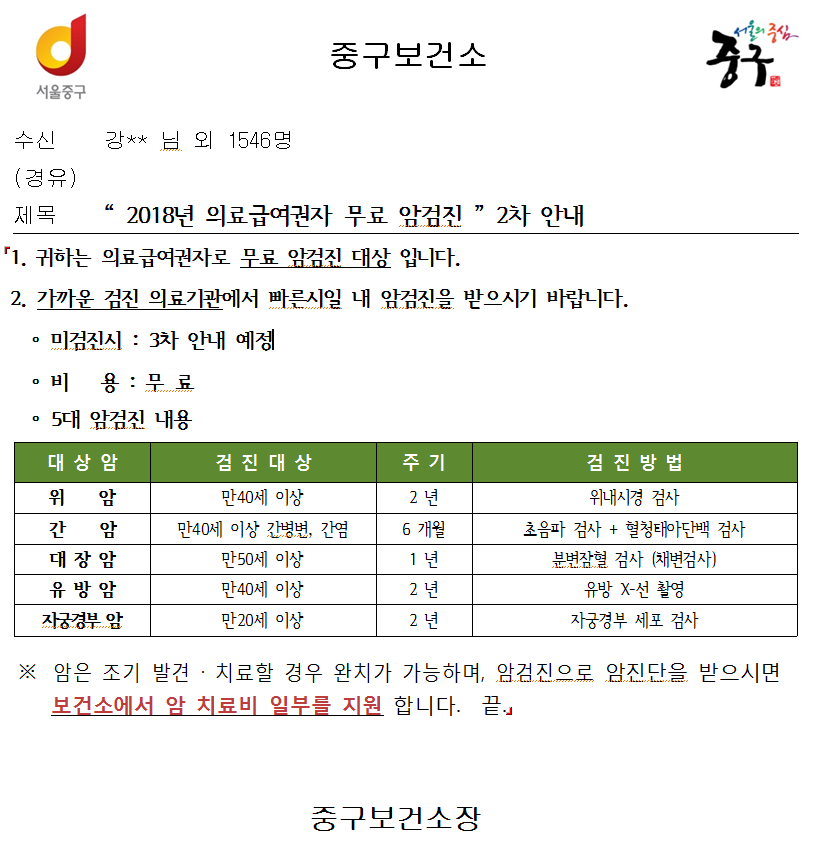 서울중구
중구보건소
서울의 중심
중구
수신 강** 님 외 1546명
(경유)
제목 “ 2018년 의료급여권자 무료 암검진 ” 2차 안내
1. 귀하는 의료급여권자로 무료 암검진 대상 입니다.
2. 가까운 검진 의료기관에서 빠른시일 내 암검진을 받으시기 바랍니다.
∘ 미검진시 : 3차 안내 예정
∘ 비 용 : 무 료
∘ 5대 암검진 내용
대 상 암 검 진 대 상 주 기 검 진 방 법
위 암 만40세 이상 2 년 위내시경 검사
간 암 만40세 이상 간병변, 간염 6 개월 초음파 검사 + 혈청태아단백 검사
대 장 암 만50세 이상 1 년 분변잠혈 검사 (채변검사)
유 방 암 만40세 이상 2 년 유방 X-선 촬영
자궁경부 암 만20세 이상 2 년 자궁경부 세포 검사
※ 암은 조기 발견 · 치료할 경우 완치가 가능하며, 암검진으로 암진단을 받으시면
보건소에서 암 치료비 일부를 지원 합니다. 끝.
중구보건소장